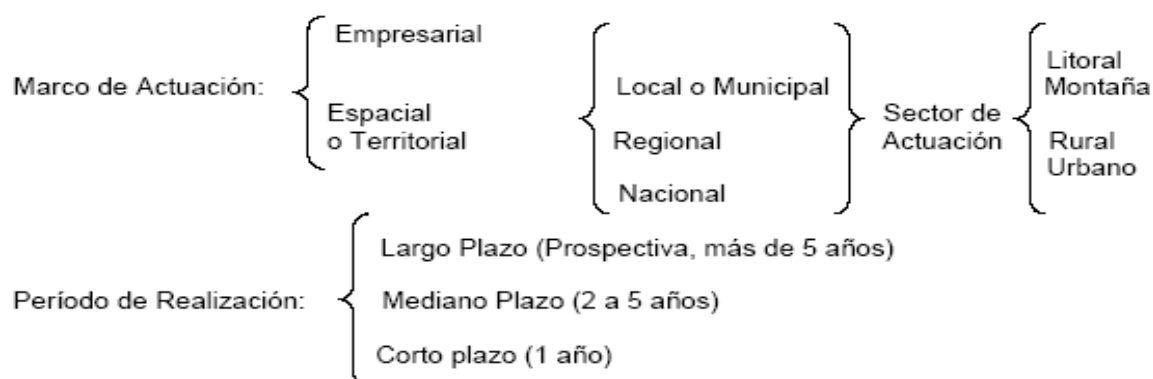 Marco de Actuación:
Empresarial
Espacial
o Territorial
Local o Municipal
Regional
Nacional
Sector de
Actuación
Litoral
Montaña
Rural
Urbano
Período de Realización:
Largo Plazo (Prospectiva, más de 5 años)
Mediano Plazo (2 a 5 años)
Corto plazo (1 año)